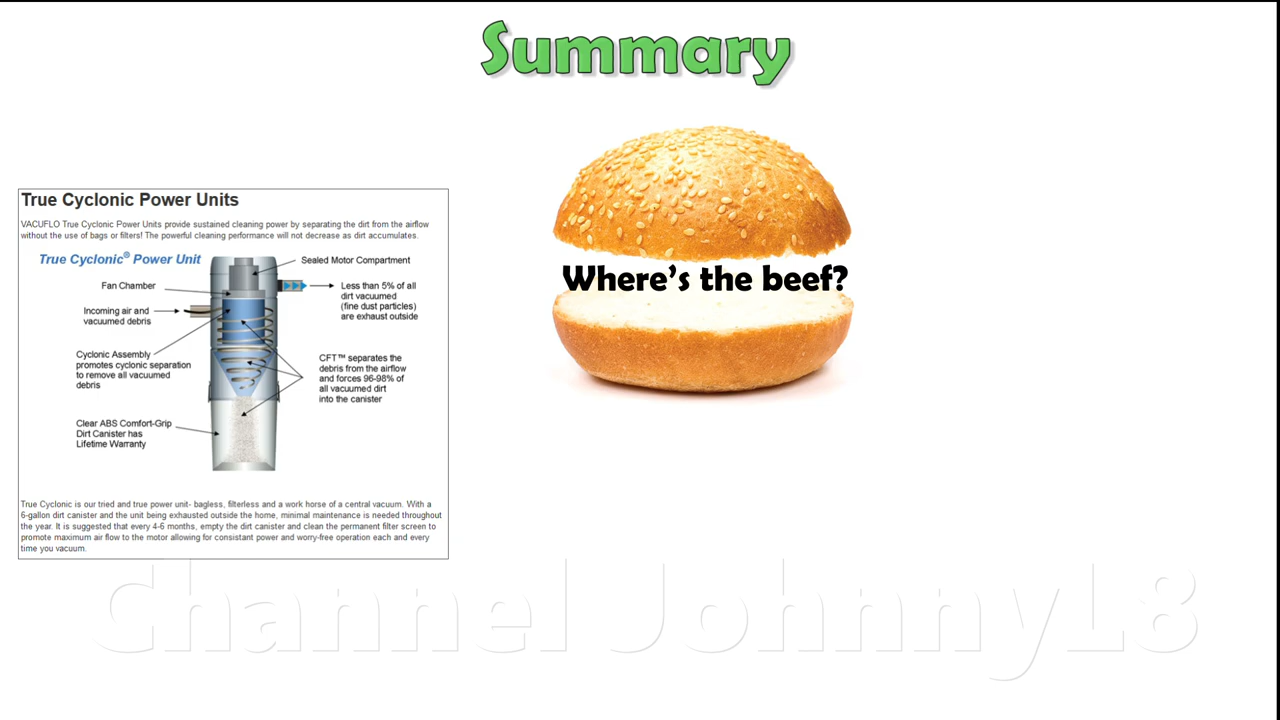 Summary
True Cyclonic Power Units
VACUFLO True Cyclonic Power Units provide sustained cleaning power by separating the dirt from the airflow
without the use of bags or filters! The powerful cleaning performance will not decrease as dirt accumulates.
True Cyclonic® Power Unit
Sealed Motor Compartment
Fan Chamber
Less than 5% of all
dirt vacuumed
(fine dust particles)
are exhaust outside
Incoming air and
vacuumed debris
Cyclonic Assembly
promotes cyclonic separation
to remove all vacuumed
debris
CFT™ separates the
debris from the airflow
and forces 96-98% of
all vacuumed dirt
into the canister
Clear ABS Comfort-Grip
Dirt Canister has
Lifetime Warranty
True Cyclonic is our tried and true power unit- bagless, filterless and a work horse of a central vacuum. With a
6-gallon dirt canister and the unit being exhausted outside the home, minimal maintenance is needed throughout
the year. It is suggested that every 4-6 months, empty the dirt canister and clean the permanent filter screen to
promote maximum air flow to the motor allowing for consistant power and worry-free operation each and every
time you vacuum.
Where's the beef?
Channel Johnny18